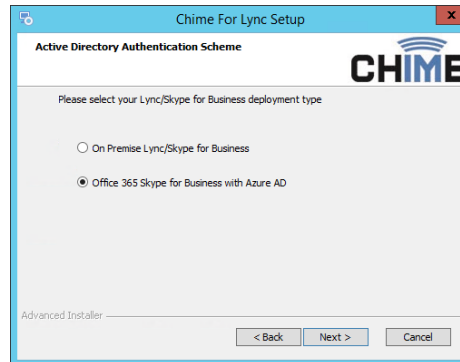 Chime For Lync Setup
x
Active Directory Authentication Scheme
CHIME
Please select your Lync/Skype for Business deployment type
On Premise Lync/Skype for Business
Office 365 Skype for Business with Azure AD
Advanced Installer
< Back
Next >
Cancel